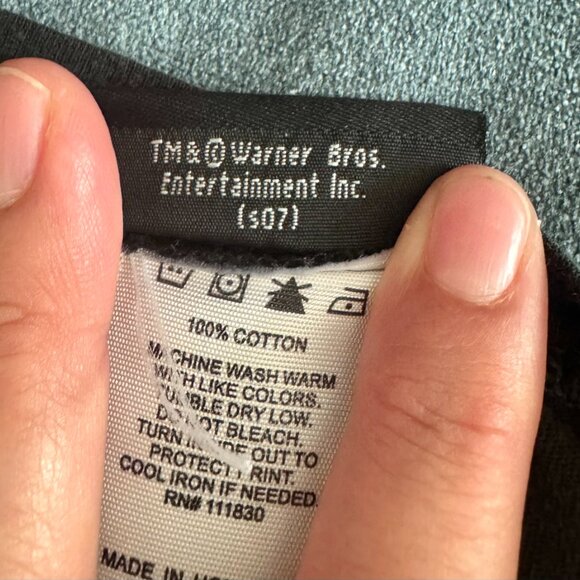 TM & © Warner Bros.
Entertainment Inc.
(s07)
100% COTTON
MACHINE WASH WARM
WITH LIKE COLORS.
TUMBLE DRY LOW.
DO NOT BLEACH.
TURN INSIDE OUT TO
PROTECT PRINT.
COOL IRON IF NEEDED.
RN# 111830
MADE IN